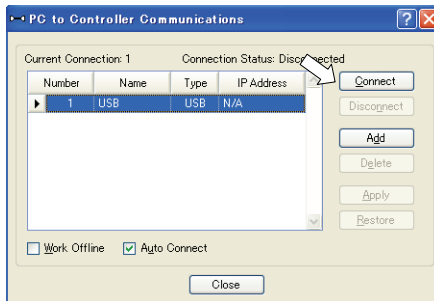 PC to Controller Communications
Current Connection: 1 Connection Status: Disconnected
Number Name Type IP Address
1 USB USB N/A
Connect
Disconnect
Add
Delete
Apply
Restore
Work Offline Auto Connect
Close